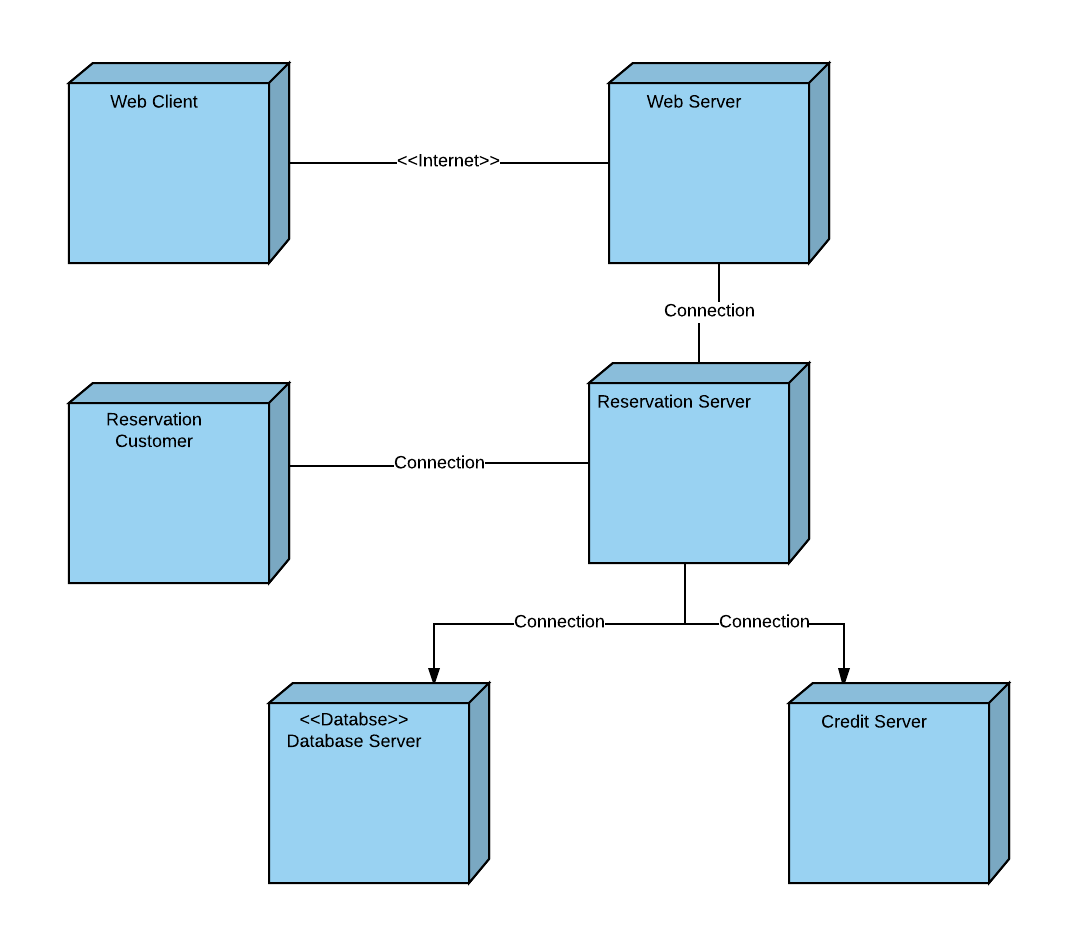 Web Client
Web Server
<<Internet>>
Connection
Reservation
Customer
Reservation Server
Connection
Connection
Connection
<<Databse>>
Database Server
Credit Server